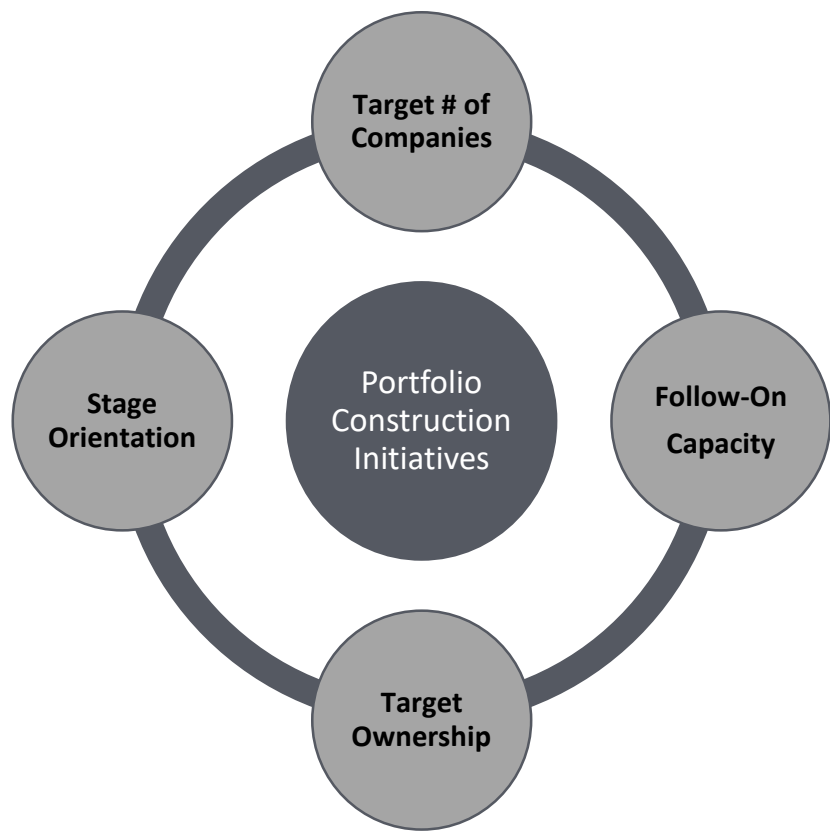 Target # of
Companies
Portfolio
Construction
Initiatives
Stage
Orientation
Follow-On
Capacity
Target
Ownership